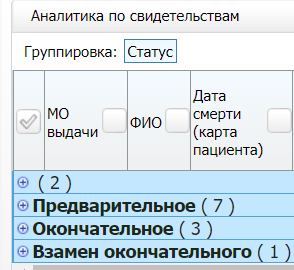 Аналитика по свидетельствам
Группировка: Статус
МО выдачи
ФИО
Дата смерти (карта пациента)
( 2 )
Предварительное ( 7 )
Окончательное ( 3 )
Взамен окончательного ( 1 )